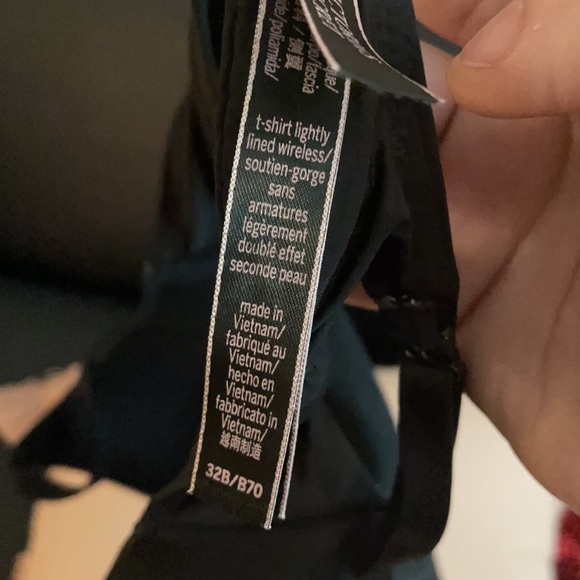 t-shirt lightly
lined wireless/
soutien-gorge
sans
armatures
légèrement
doublé effet
seconde peau
made in
Vietnam/
fabriqué au
Vietnam/
hecho en
Vietnam/
fabbricato in
Vietnam/
越南制造
32B/B70